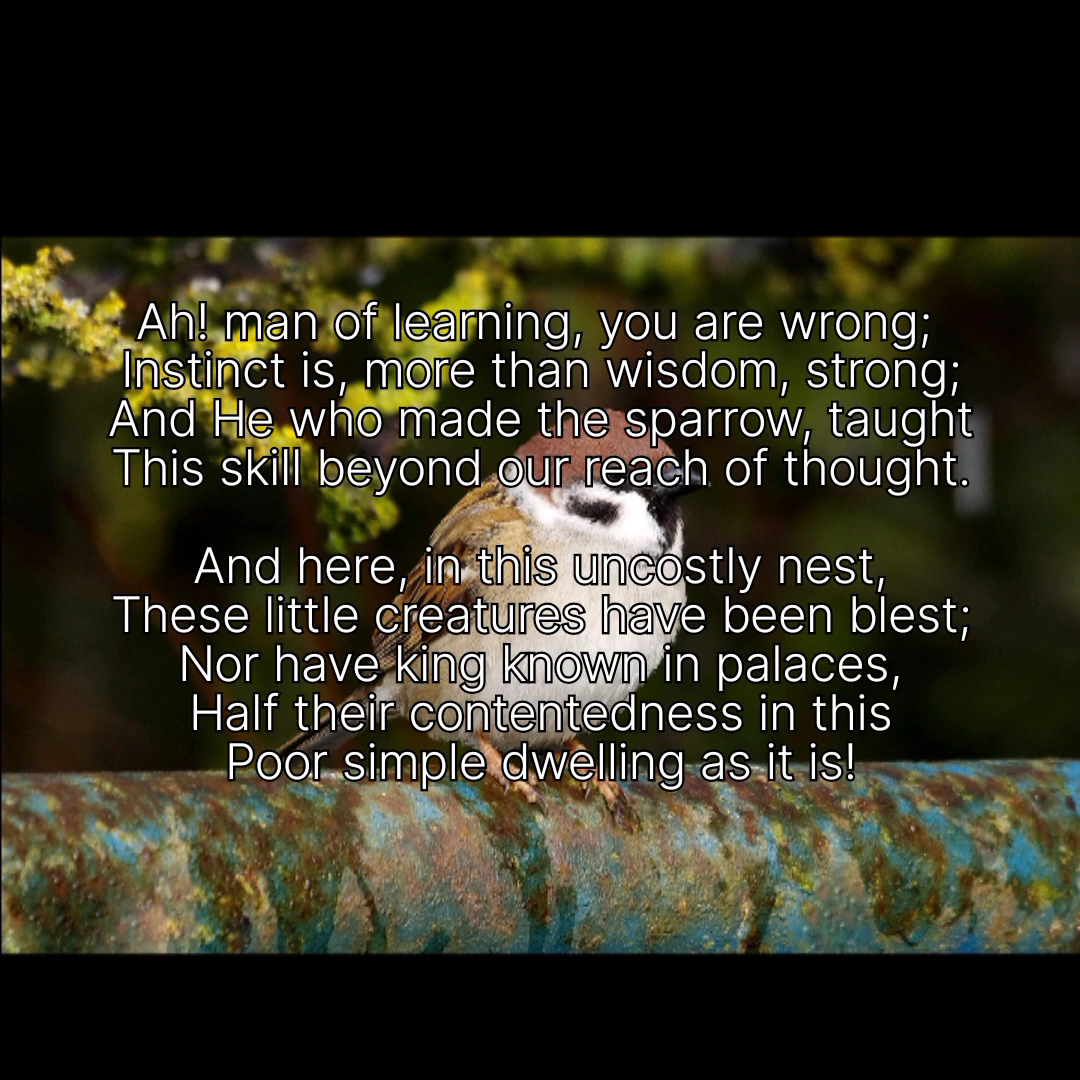 Ah! man of learning, you are wrong;
Instinct is, more than wisdom, strong;
And He who made the sparrow, taught
This skill beyond our reach of thought.
And here, in this uncostly nest,
These little creatures have been blest;
Nor have king known in palaces,
Half their contentedness in this
Poor simple dwelling as it is!